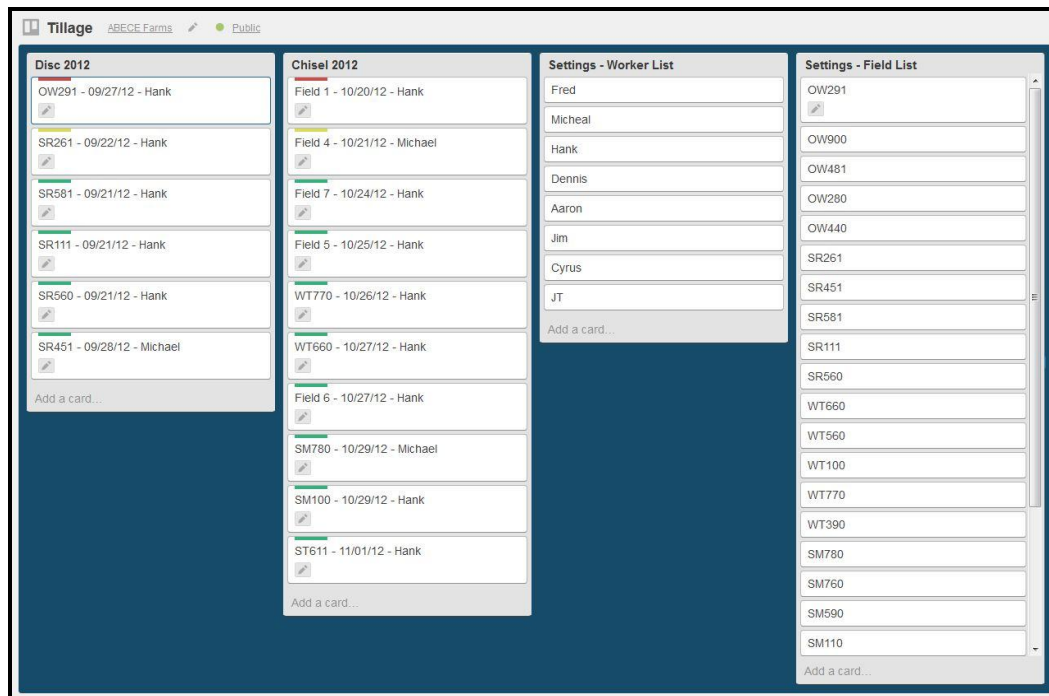 Tillage ABECE Farms Public
Disc 2012
OW291 - 09/27/12 - Hank
SR261 - 09/22/12 - Hank
SR581 - 09/21/12 - Hank
SR111 - 09/21/12 - Hank
SR560 - 09/21/12 - Hank
SR451 - 09/28/12 - Michael
Add a card...
Chisel 2012
Field 1 - 10/20/12 - Hank
Field 4 - 10/21/12 - Michael
Field 7 - 10/24/12 - Hank
Field 5 - 10/25/12 - Hank
WT770 - 10/26/12 - Hank
WT660 - 10/27/12 - Hank
Field 6 - 10/27/12 - Hank
SM780 - 10/29/12 - Michael
SM100 - 10/29/12 - Hank
ST611 - 11/01/12 - Hank
Add a card...
Settings - Worker List
Fred
Micheal
Hank
Dennis
Aaron
Jim
Cyrus
JT
Add a card...
Settings - Field List
OW291
OW900
OW481
OW280
OW440
SR261
SR451
SR581
SR111
SR560
WT660
WT560
WT100
WT770
WT390
SM780
SM760
SM590
SM110
Add a card...